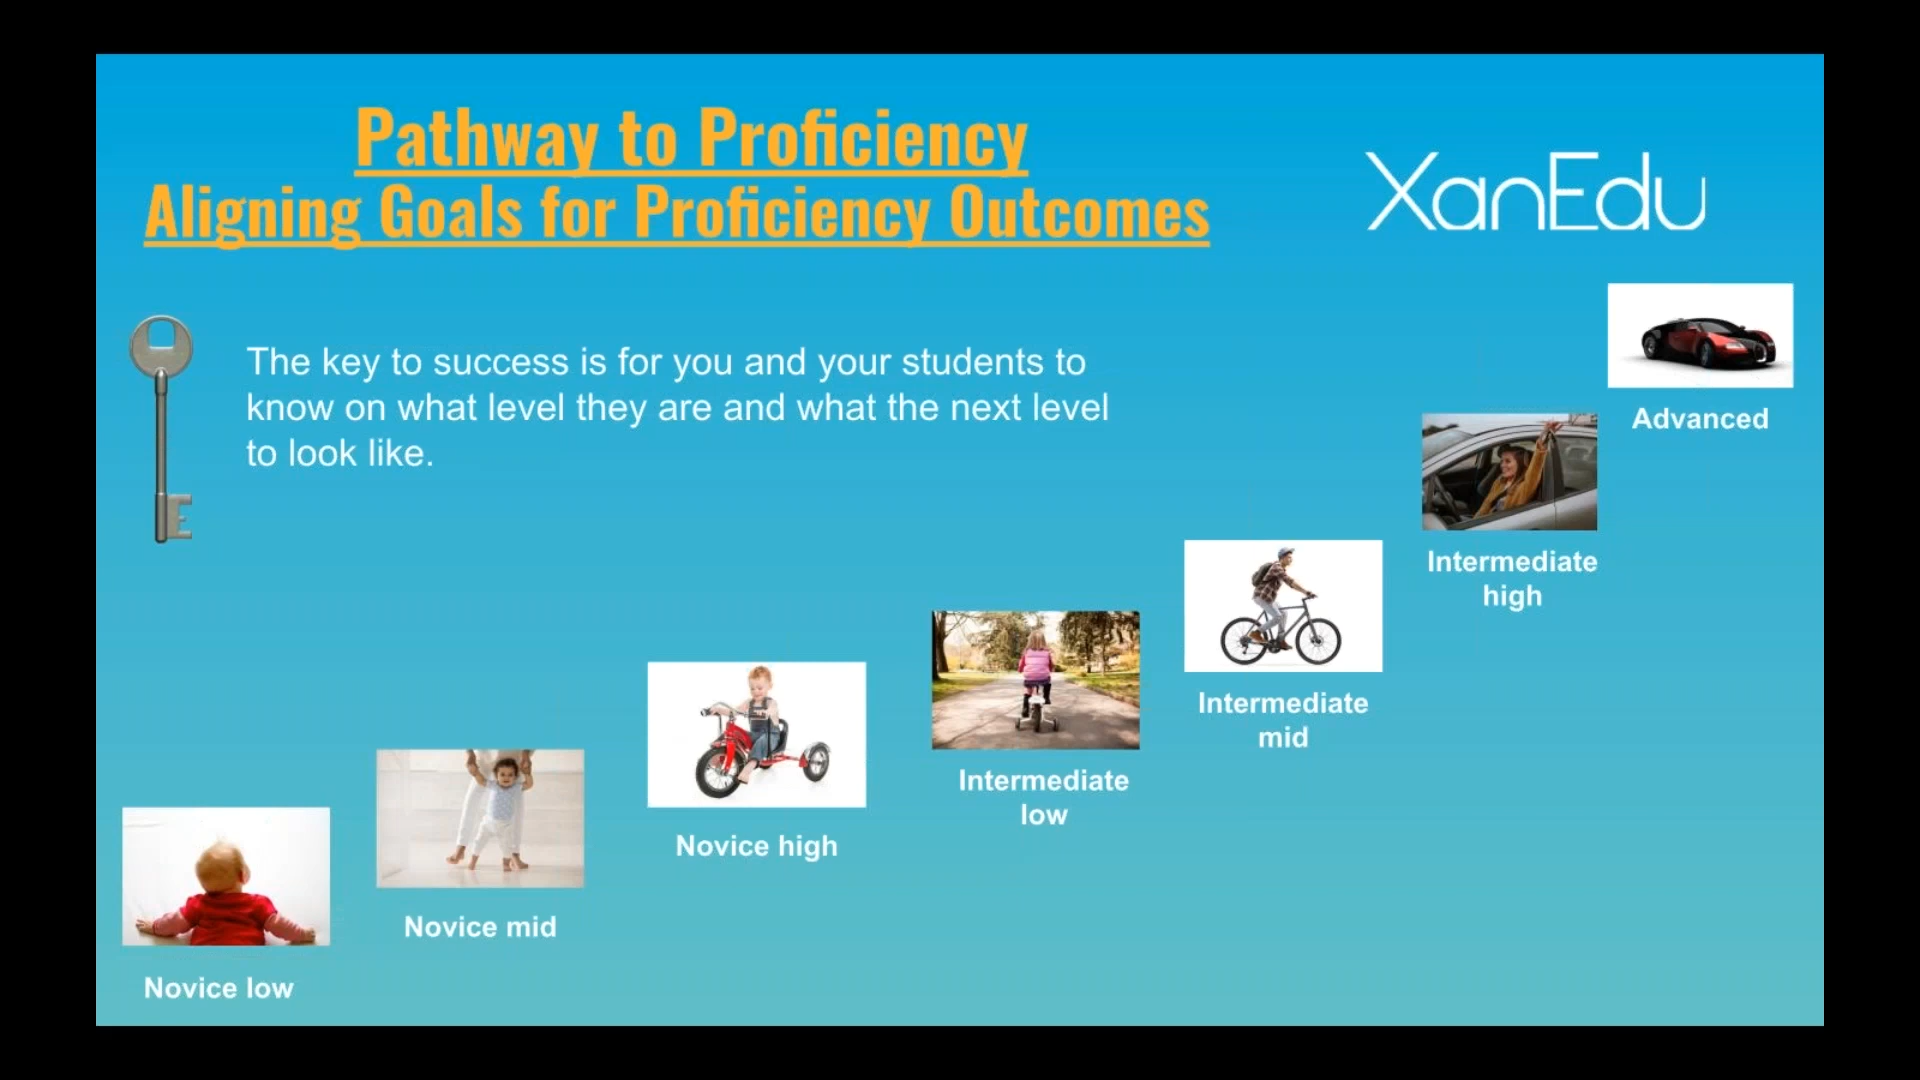 Pathway to Proficiency
Aligning Goals for Proficiency Outcomes
XanEdu
The key to success is for you and your students to
know on what level they are and what the next level
to look like.
Advanced
Intermediate
high
Intermediate
mid
Intermediate
low
Novice high
Novice mid
Novice low